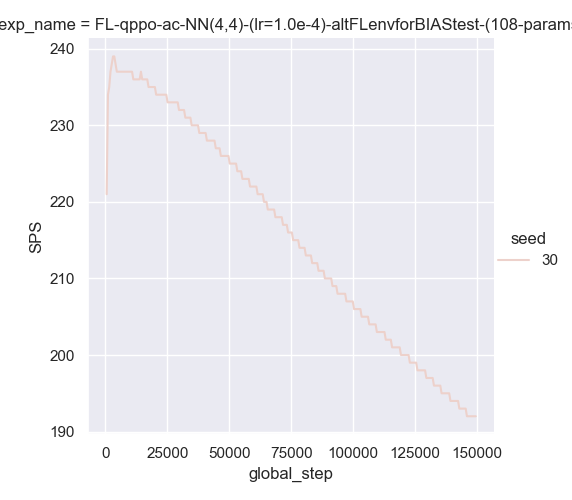 exp_name = FL-qppo-ac-NN(4,4)-(lr=1.0e-4)-altFLenvforBIAStest-(108-params
240
230
220
210
200
190
SPS
0 25000 50000 75000 100000 125000 150000
global_step
seed
30